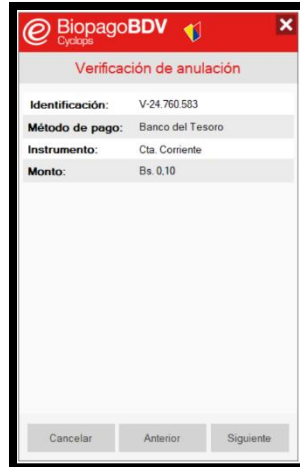 e BiopagoBDV
Cyclops
Verificación de anulación
Identificación: V-24.760.583
Método de pago: Banco del Tesoro
Instrumento: Cta. Corriente
Monto: Bs. 0,10
Cancelar Anterior Siguiente